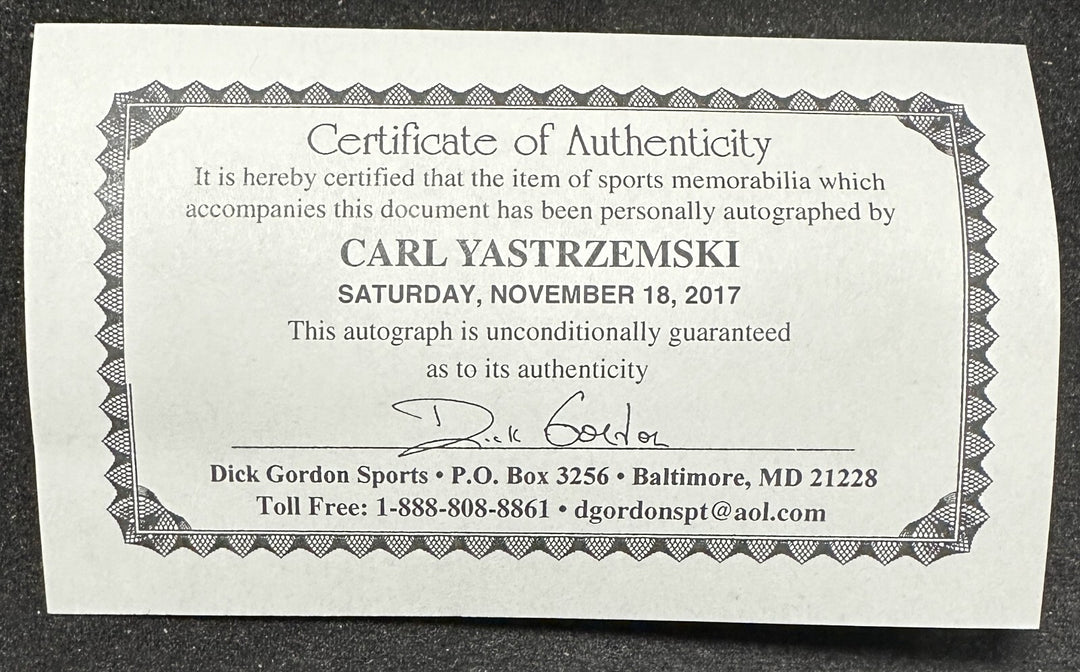 Certificate of Authenticity
It is hereby certified that the item of sports memorabilia which
accompanies this document has been personally autographed by
CARL YASTRZEMSKI
SATURDAY, NOVEMBER 18, 2017
This autograph is unconditionally guaranteed
as to its authenticity
Dick Gordon
Dick Gordon Sports • P.O. Box 3256 • Baltimore, MD 21228
Toll Free: 1-888-808-8861 • dgordonspt@aol.com